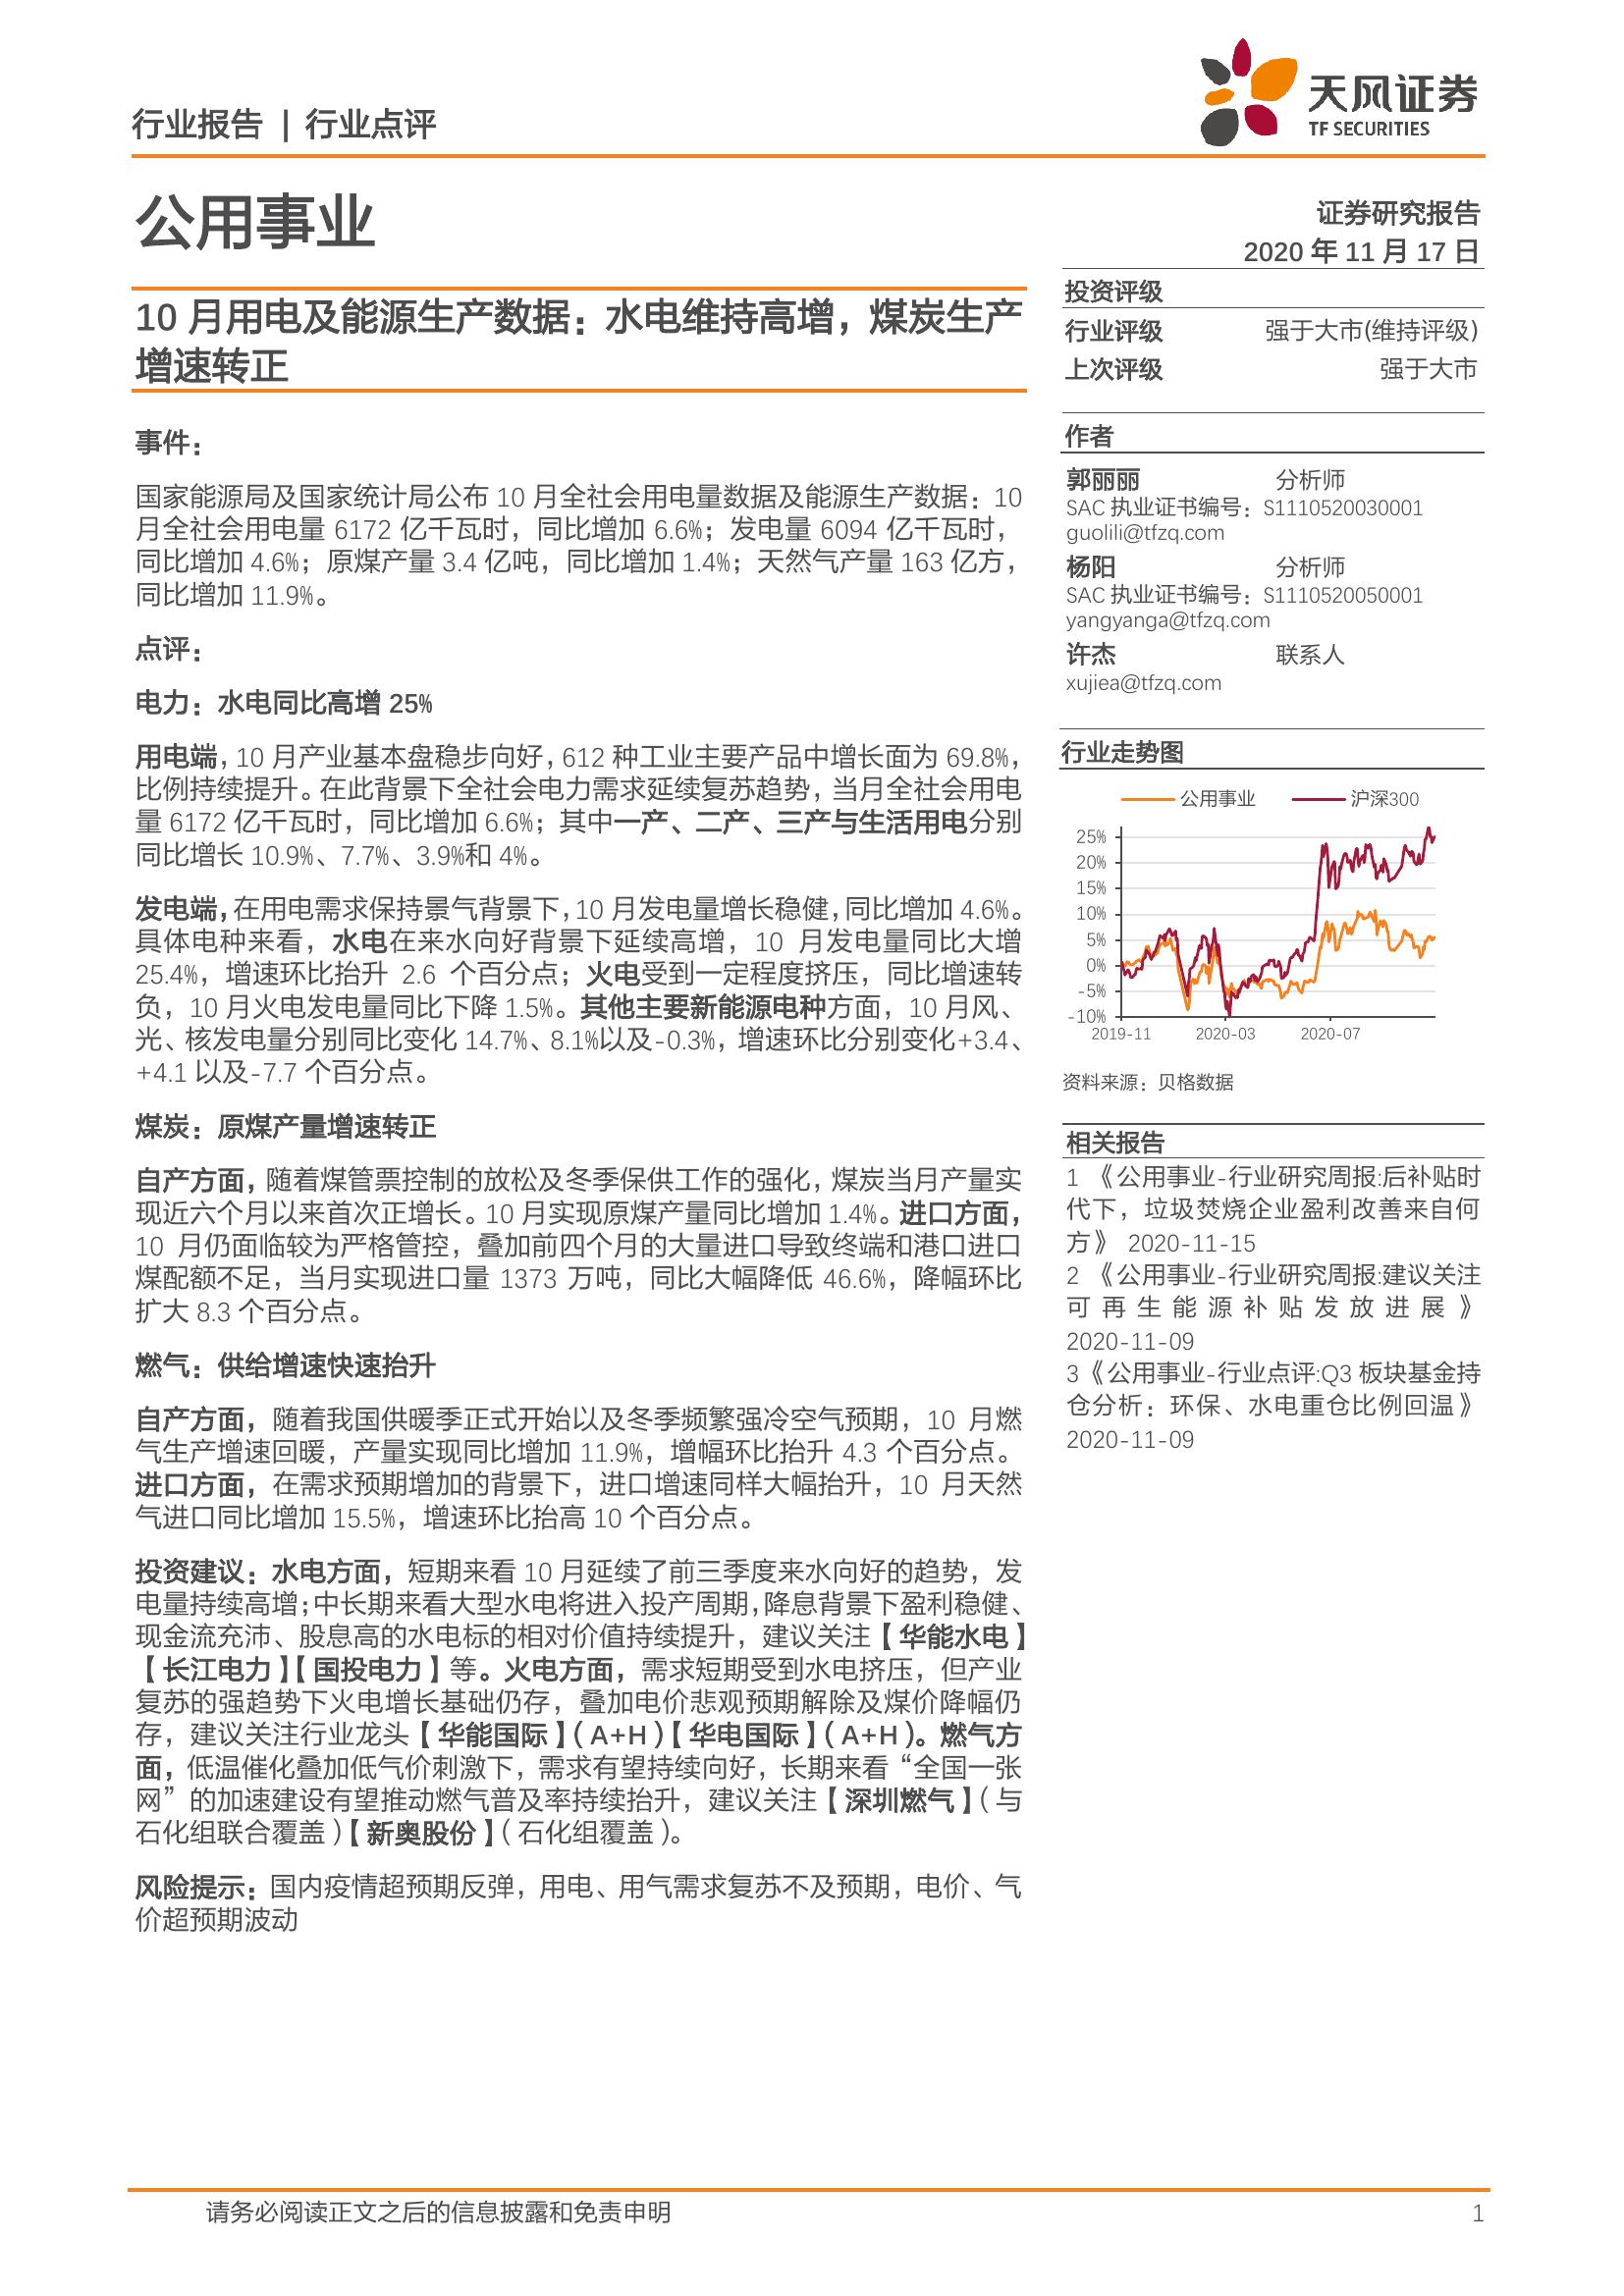 行业报告 | 行业点评
天风证券
TF SECURITIES
公用事业
证券研究报告
2020 年 11 月 17 日
10 月用电及能源生产数据：水电维持高增，煤炭生产
增速转正
事件：
国家能源局及国家统计局公布 10 月全社会用电量数据及能源生产数据：10
月全社会用电量 6172 亿千瓦时，同比增加 6.6%；发电量 6094 亿千瓦时，
同比增加 4.6%；原煤产量 3.4 亿吨，同比增加 1.4%；天然气产量 163 亿方，
同比增加 11.9%。
点评：
电力：水电同比高增 25%
用电端，10 月产业基本盘稳步向好，612 种工业主要产品中增长面为 69.8%，
比例持续提升。在此背景下全社会电力需求延续复苏趋势，当月全社会用电
量 6172 亿千瓦时，同比增加 6.6%；其中一产、二产、三产与生活用电分别
同比增长 10.9%、7.7%、3.9%和 4%。
发电端，在用电需求保持景气背景下，10 月发电量增长稳健，同比增加 4.6%。
具体电种来看，水电在来水向好背景下延续高增，10 月发电量同比大增
25.4%，增速环比抬升 2.6 个百分点；火电受到一定程度挤压，同比增速转
负，10 月火电发电量同比下降 1.5%。其他主要新能源电种方面，10 月风、
光、核发电量分别同比变化 14.7%、8.1%以及-0.3%，增速环比分别变化+3.4、
+4.1 以及-7.7 个百分点。
煤炭：原煤产量增速转正
自产方面，随着煤管票控制的放松及冬季保供工作的强化，煤炭当月产量实
现近六个月以来首次正增长。10 月实现原煤产量同比增加 1.4%。进口方面，
10 月仍面临较为严格管控，叠加前四个月的大量进口导致终端和港口进口
煤配额不足，当月实现进口量 1373 万吨，同比大幅降低 46.6%，降幅环比
扩大 8.3 个百分点。
燃气：供给增速快速抬升
自产方面，随着我国供暖季正式开始以及冬季频繁强冷空气预期，10 月燃
气生产增速回暖，产量实现同比增加 11.9%，增幅环比抬升 4.3 个百分点。
进口方面，在需求预期增加的背景下，进口增速同样大幅抬升，10 月天然
气进口同比增加 15.5%，增速环比抬高 10 个百分点。
投资建议：水电方面，短期来看 10 月延续了前三季度来水向好的趋势，发
电量持续高增；中长期来看大型水电将进入投产周期，降息背景下盈利稳健、
现金流充沛、股息高的水电标的相对价值持续提升，建议关注【华能水电】
【长江电力】【国投电力】等。火电方面，需求短期受到水电挤压，但产业
复苏的强趋势下火电增长基础仍存，叠加电价悲观预期解除及煤价降幅仍
存，建议关注行业龙头【华能国际】（A+H）【华电国际】（A+H）。燃气方
面，低温催化叠加低气价刺激下，需求有望持续向好，长期来看“全国一张
网”的加速建设有望推动燃气普及率持续抬升，建议关注【深圳燃气】（与
石化组联合覆盖）【新奥股份】（石化组覆盖）。
风险提示：国内疫情超预期反弹，用电、用气需求复苏不及预期，电价、气
价超预期波动
投资评级
行业评级 强于大市(维持评级)
上次评级 强于大市
作者
郭丽丽 分析师
SAC 执业证书编号：S1110520030001
guolili@tfzq.com
杨阳 分析师
SAC 执业证书编号：S1110520050001
yangyanga@tfzq.com
许杰 联系人
xujiea@tfzq.com
行业走势图
公用事业 沪深300
25%
20%
15%
10%
5%
0%
-5%
-10%
2019-11 2020-03 2020-07
资料来源：贝格数据
相关报告
1 《公用事业-行业研究周报:后补贴时
代下，垃圾焚烧企业盈利改善来自何
方》 2020-11-15
2 《公用事业-行业研究周报:建议关注
可再生能源补贴发放进展》
2020-11-09
3《公用事业-行业点评:Q3 板块基金持
仓分析：环保、水电重仓比例回温》
2020-11-09
请务必阅读正文之后的信息披露和免责申明 1